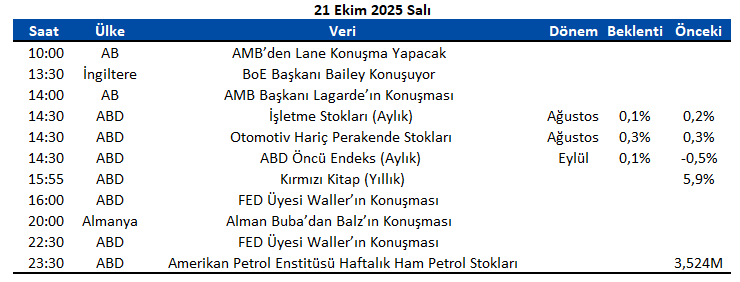 21 Ekim 2025 Salı
Saat Ülke Veri Dönem Beklenti Önceki
10:00 AB AMB’den Lane Konuşma Yapacak
13:30 İngiltere BoE Başkanı Bailey Konuşuyor
14:00 AB AMB Başkanı Lagarde’ın Konuşması
14:30 ABD İşletme Stokları (Aylık) Ağustos 0,1% 0,2%
14:30 ABD Otomotiv Hariç Perakende Stokları Ağustos 0,3% 0,3%
14:30 ABD ABD Öncü Endeks (Aylık) Eylül 0,1% -0,5%
15:55 ABD Kırmızı Kitap (Yıllık) 5,9%
16:00 ABD FED Üyesi Waller’ın Konuşması
20:00 Almanya Alman Buba’dan Balz’ın Konuşması
22:30 ABD FED Üyesi Waller’ın Konuşması
23:30 ABD Amerikan Petrol Enstitüsü Haftalık Ham Petrol Stokları 3,524M